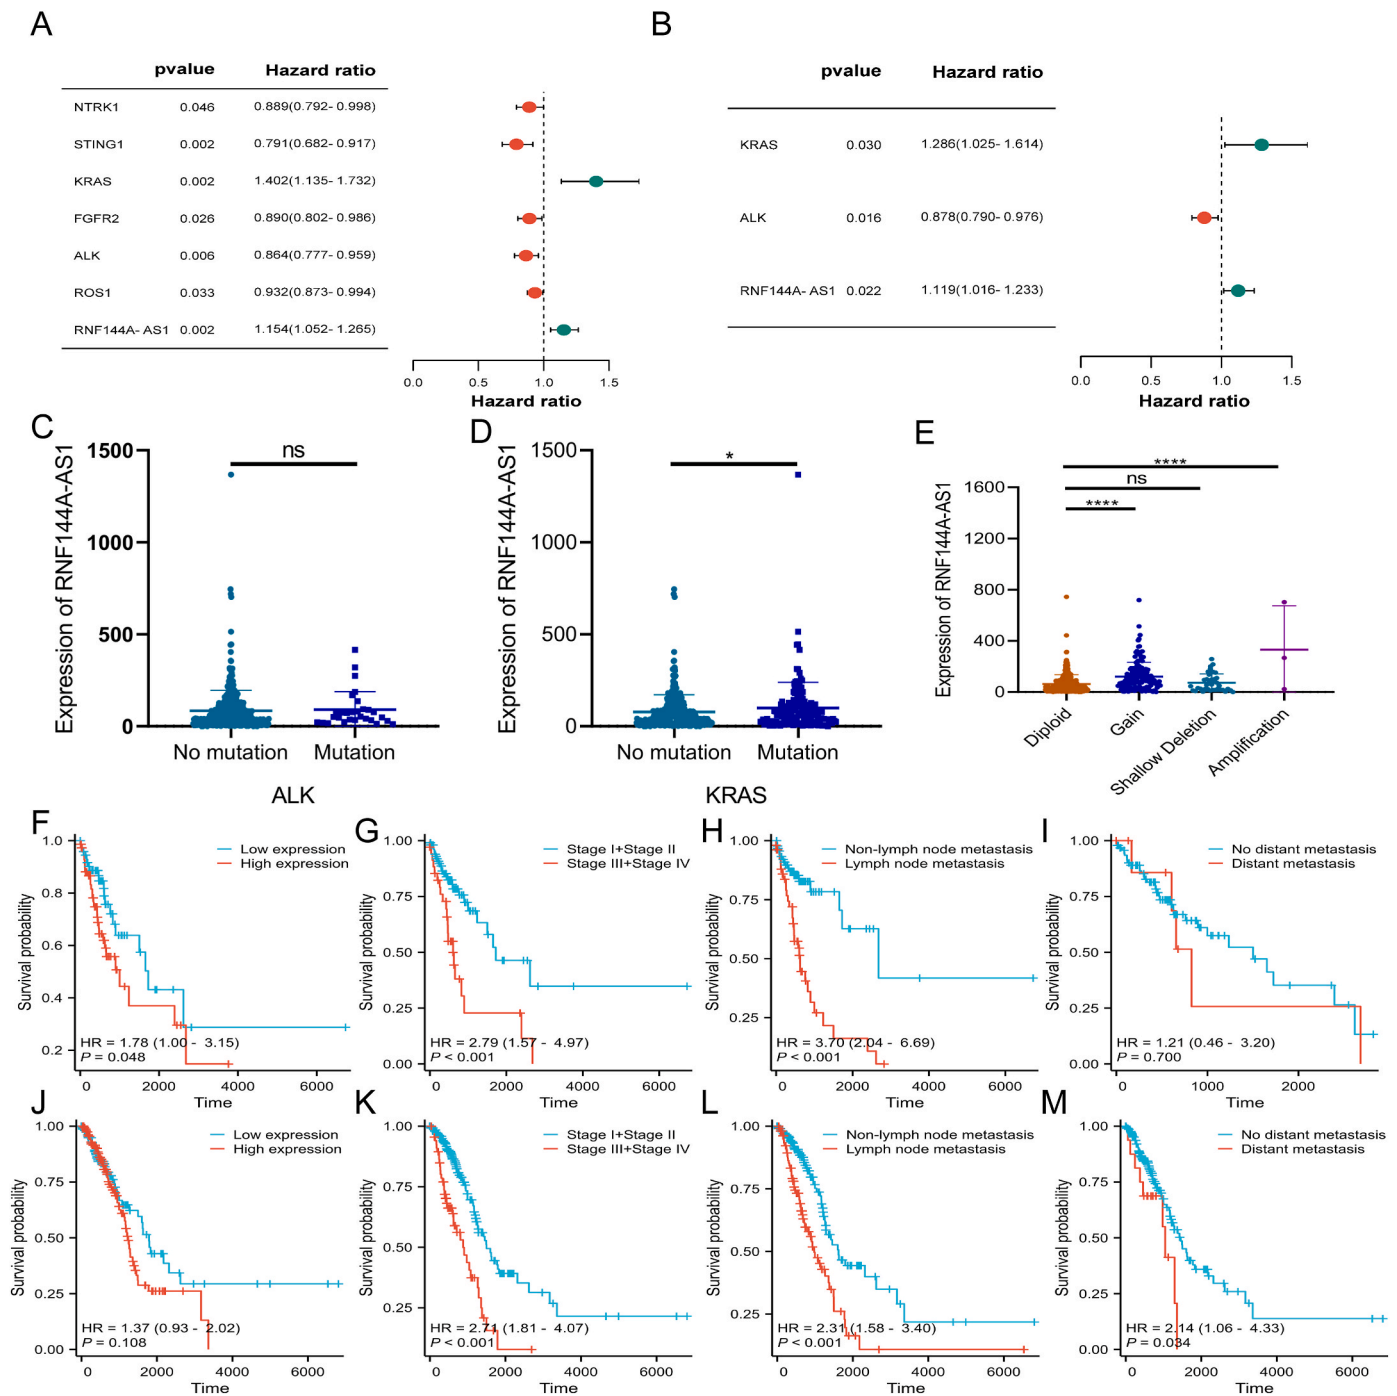 A
pvalue Hazard ratio
NTRK1 0.046 0.889(0.792- 0.998)
STING1 0.002 0.791(0.682- 0.917)
KRAS 0.002 1.402(1.135- 1.732)
FGFR2 0.026 0.890(0.802- 0.986)
ALK 0.006 0.864(0.777- 0.959)
ROS1 0.033 0.932(0.873- 0.994)
RNF144A- AS1 0.002 1.154(1.052- 1.265)
0.0 0.5 1.0 1.5
Hazard ratio
B
pvalue Hazard ratio
KRAS 0.030 1.286(1.025- 1.614)
ALK 0.016 0.878(0.790- 0.976)
RNF144A- AS1 0.022 1.119(1.016- 1.233)
0.0 0.5 1.0 1.5
Hazard ratio
C
Expression of RNF144A-AS1
1500
1000
500
0
ns
No mutation Mutation
ALK
D
Expression of RNF144A-AS1
1500
1000
500
0
*
No mutation Mutation
KRAS
E
Expression of RNF144A-AS1
1600
1200
800
400
0
****
ns
****
Diploid
Gain
Shallow Deletion
Amplification
F
Survival probability
1.0
0.8
0.6
0.4
0.2
Low expression
High expression
HR = 1.78 (1.00 - 3.15)
P = 0.048
0 2000 4000 6000
Time
G
Survival probability
1.00
0.75
0.50
0.25
0.00
Stage I+Stage II
Stage III+Stage IV
HR = 2.79 (1.57 - 4.97)
P < 0.001
0 2000 4000 6000
Time
H
Survival probability
1.00
0.75
0.50
0.25
Non-lymph node metastasis
Lymph node metastasis
HR = 3.70 (2.04 - 6.69)
P < 0.001
0 2000 4000 6000
Time
I
Survival probability
1.00
0.75
0.50
0.25
0.00
No distant metastasis
Distant metastasis
HR = 1.21 (0.46 - 3.20)
P = 0.700
0 1000 2000
Time
J
Survival probability
1.00
0.75
0.50
0.25
0.00
Low expression
High expression
HR = 1.37 (0.93 - 2.02)
P = 0.108
0 2000 4000 6000
Time
K
Survival probability
1.00
0.75
0.50
0.25
0.00
Stage I+Stage II
Stage III+Stage IV
HR = 2.71 (1.81 - 4.07)
P < 0.001
0 2000 4000 6000
Time
L
Survival probability
1.00
0.75
0.50
0.25
Non-lymph node metastasis
Lymph node metastasis
HR = 2.31 (1.58 - 3.40)
P < 0.001
0 2000 4000 6000
Time
M
Survival probability
1.00
0.75
0.50
0.25
0.00
No distant metastasis
Distant metastasis
HR = 2.14 (1.06 - 4.33)
P = 0.034
0 2000 4000 6000
Time